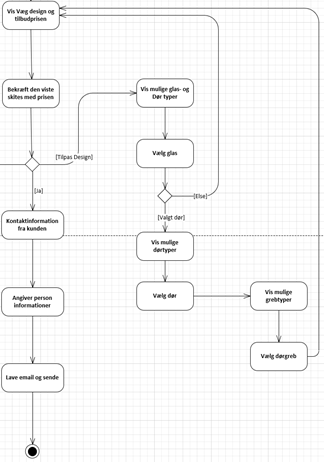 Vis Væg design og
tilbudprisen
Bekræft den viste
skites med prisen
Vis mulige glas- og
Dør typer
Vælg glas
[Tilpas Design]
[Ja]
[Else]
[Valgt dør]
Kontaktinformation
fra kunden
Vis mulige
dørtyper
Angiver person
informationer
Vælg dør
Vis mulige
grebtyper
Vælg dørgreb
Lave email og sende